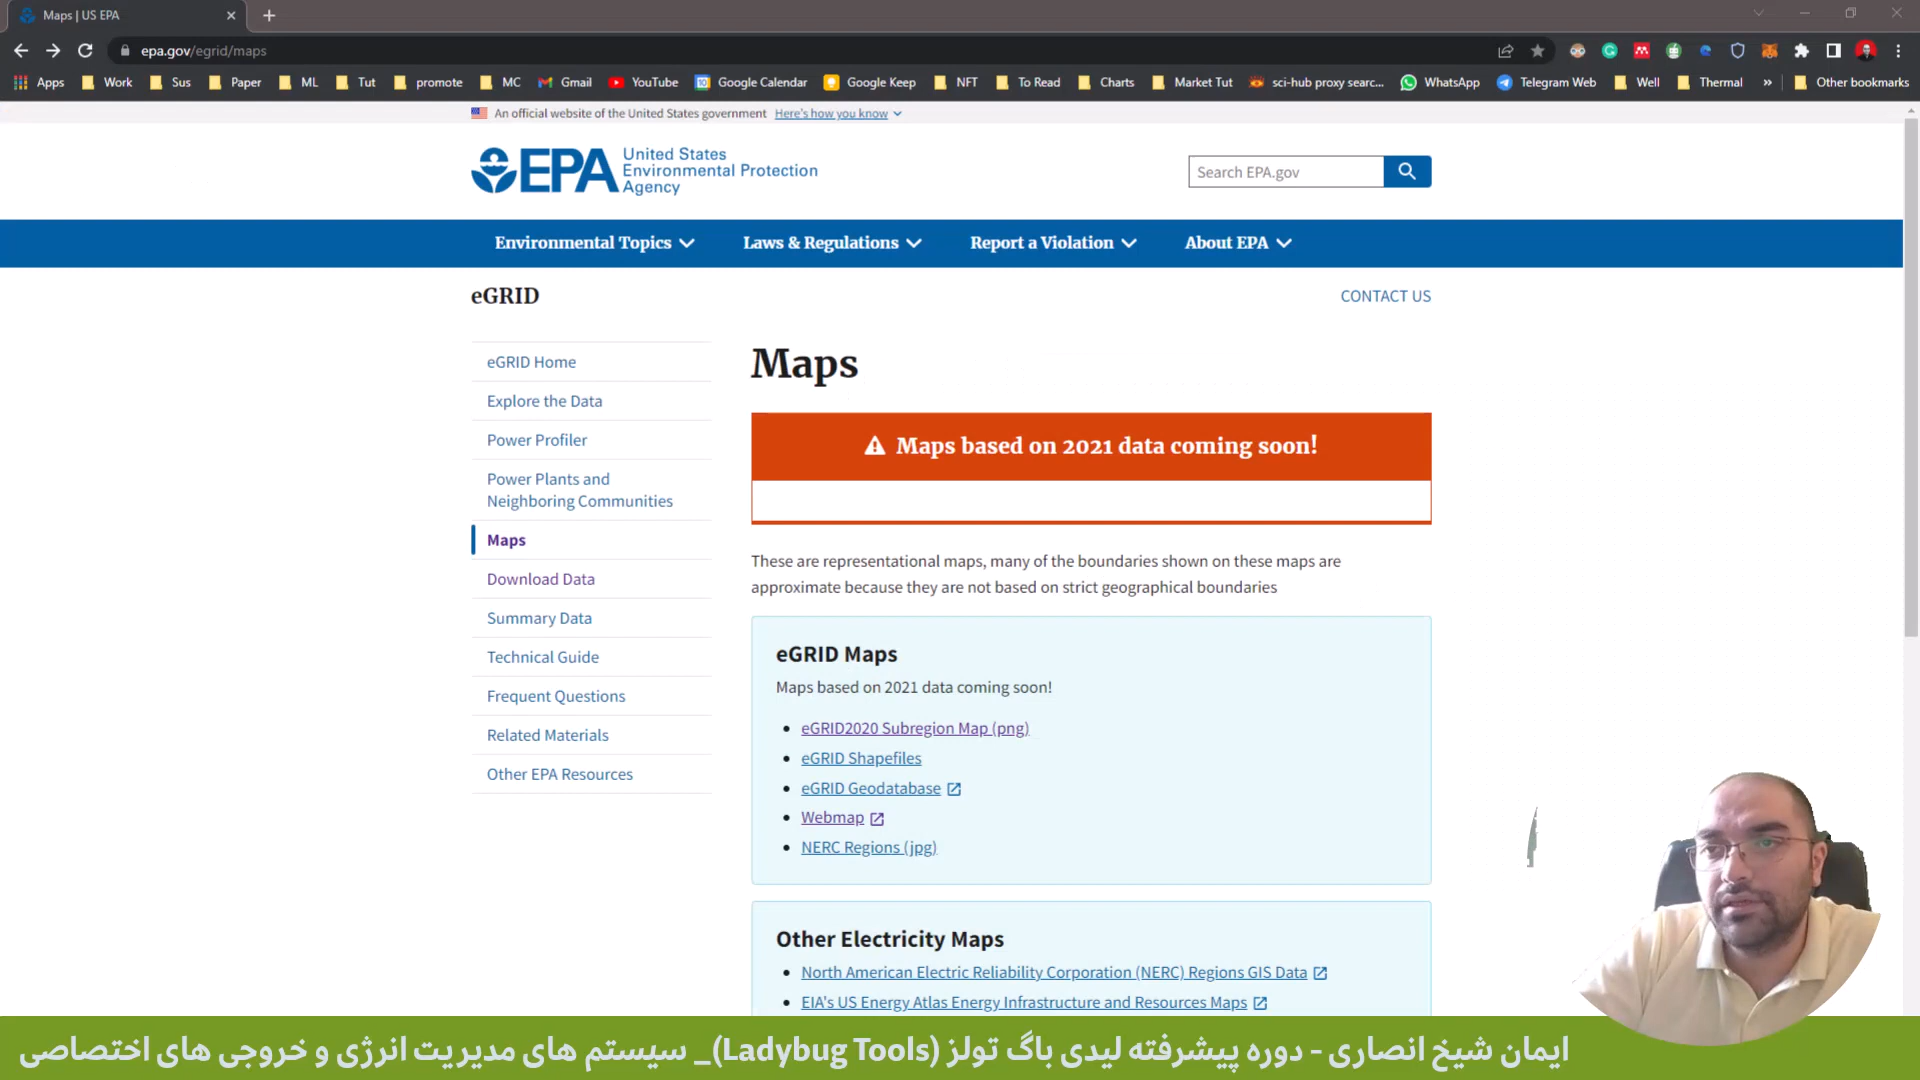 Maps | US EPA
epa.gov/egrid/maps
Apps Work Sus Paper ML Tut promote MC Gmail YouTube Google Calendar Google Keep NFT To Read Charts Market Tut sci-hub proxy searc... WhatsApp Telegram Web Well Thermal » Other bookmarks
An official website of the United States government Here's how you know
EPA United States
Environmental Protection
Agency
Search EPA.gov
Environmental Topics Laws & Regulations Report a Violation About EPA
eGRID
CONTACT US
eGRID Home
Explore the Data
Power Profiler
Power Plants and
Neighboring Communities
Maps
Download Data
Summary Data
Technical Guide
Frequent Questions
Related Materials
Other EPA Resources
Maps
Maps based on 2021 data coming soon!
These are representational maps, many of the boundaries shown on these maps are
approximate because they are not based on strict geographical boundaries
eGRID Maps
Maps based on 2021 data coming soon!
eGRID2020 Subregion Map (png)
eGRID Shapefiles
eGRID Geodatabase
Webmap
NERC Regions (jpg)
Other Electricity Maps
North American Electric Reliability Corporation (NERC) Regions GIS Data
EIA's US Energy Atlas Energy Infrastructure and Resources Maps
ایمان شیخ انصاری - دوره پیشرفته لیدی باگ تولز (Ladybug Tools)_ سیستم های مدیریت انرژی و خروجی های اختصاصی